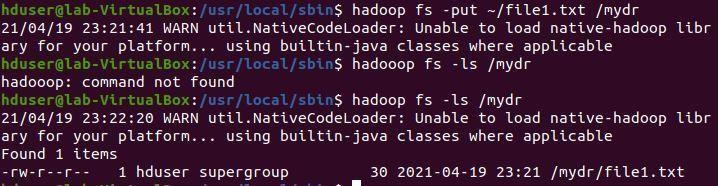 hduser@lab-VirtualBox:/usr/local/sbin$ hadoop fs -put ~/file1.txt /mydr
21/04/19 23:21:41 WARN util.NativeCodeLoader: Unable to load native-hadoop libr
ary for your platform... using builtin-java classes where applicable
hduser@lab-VirtualBox:/usr/local/sbin$ hadooop fs -ls /mydr
hadooop: command not found
hduser@lab-VirtualBox:/usr/local/sbin$ hadoop fs -ls /mydr
21/04/19 23:22:20 WARN util.NativeCodeLoader: Unable to load native-hadoop libr
ary for your platform... using builtin-java classes where applicable
Found 1 items
-rw-r--r--   1 hduser supergroup         30 2021-04-19 23:21 /mydr/file1.txt
hduser@lab-VirtualBox:/usr/local/sbin$